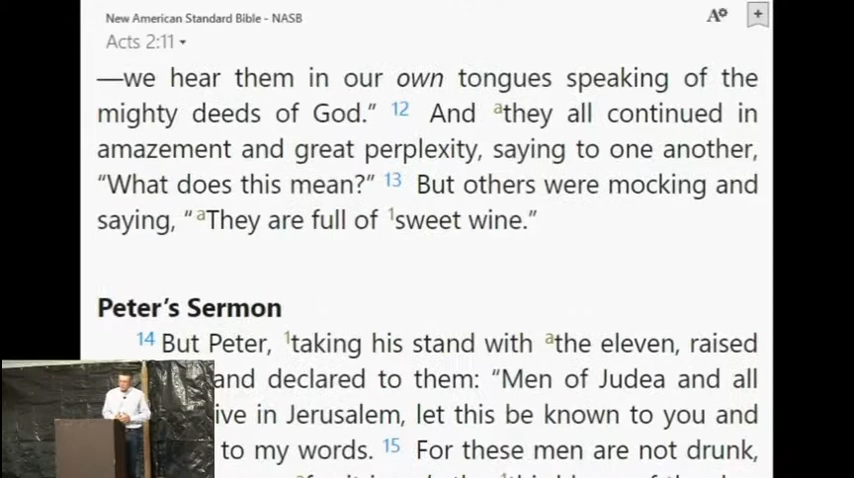 New American Standard Bible - NASB
Acts 2:11
A
+
—we hear them in our own tongues speaking of the
mighty deeds of God.” 12 And athey all continued in
amazement and great perplexity, saying to one another,
“What does this mean?” 13 But others were mocking and
saying, “aThey are full of 1sweet wine.”
Peter’s Sermon
14 But Peter, 1taking his stand with athe eleven, raised
and declared to them: “Men of Judea and all
ive in Jerusalem, let this be known to you and
to my words. 15 For these men are not drunk,